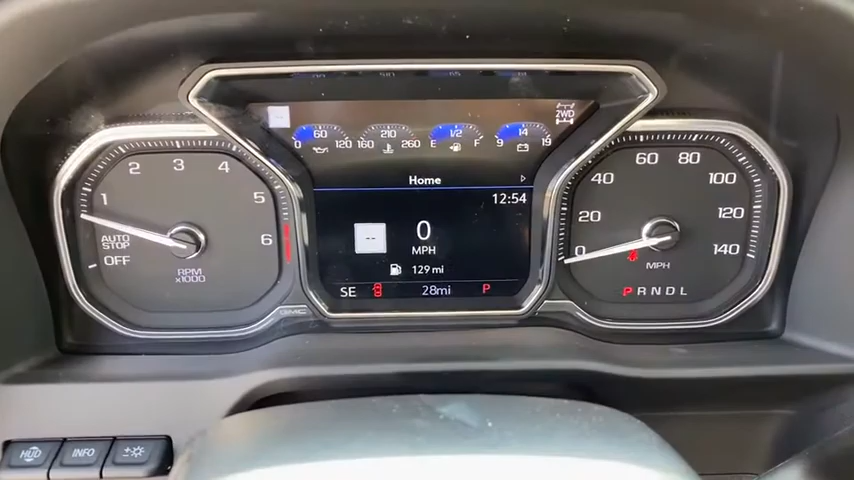 0 60 120
160 210 260
E 1/2 F
9 14 19
2WD
Home
12:54
--
0
MPH
129 mi
SE 28mi P
AUTO
STOP
OFF
1 2 3 4 5 6
RPM
x1000
GMC
0 20 40 60 80 100 120 140
MPH
PRNDL
HUD
INFO